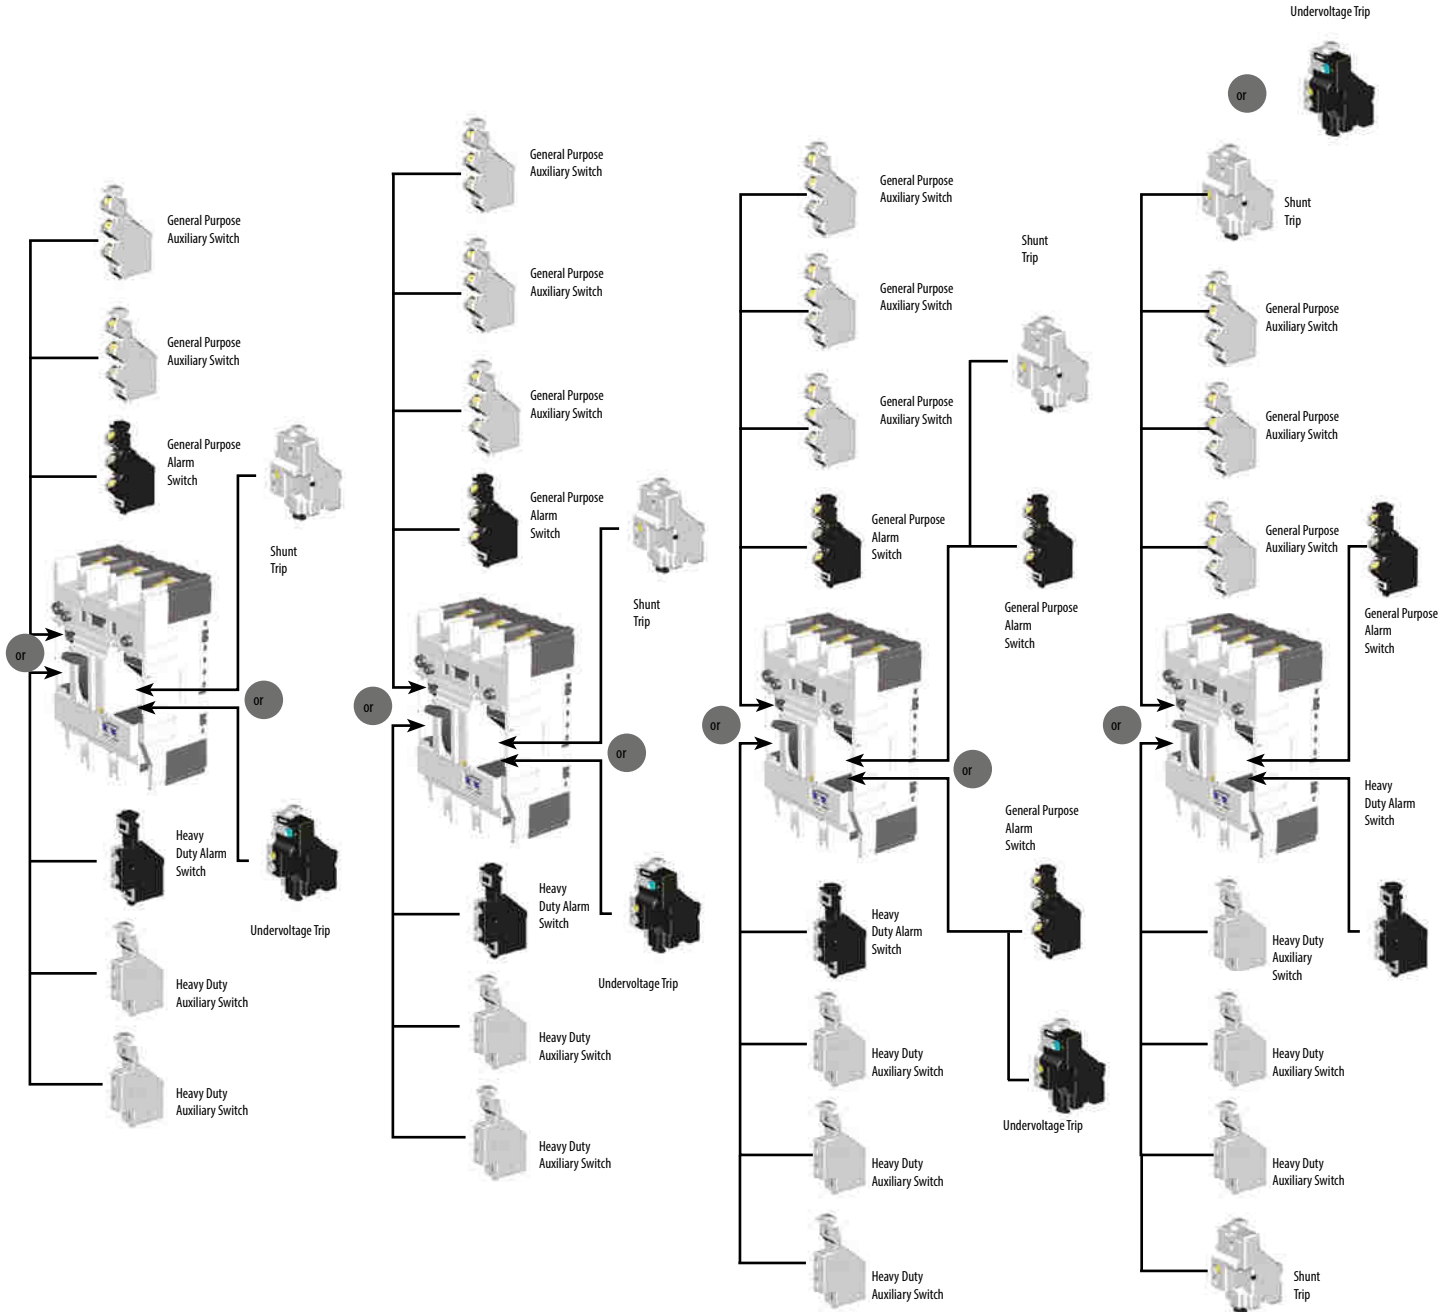 General Purpose
Auxiliary Switch
General Purpose
Auxiliary Switch
General Purpose
Alarm
Switch
Shunt
Trip
or
or
Heavy
Duty Alarm
Switch
Undervoltage Trip
Heavy Duty
Auxiliary Switch
Heavy Duty
Auxiliary Switch
General Purpose
Auxiliary Switch
General Purpose
Auxiliary Switch
General Purpose
Auxiliary Switch
General Purpose
Alarm
Switch
Shunt
Trip
or
or
Heavy
Duty Alarm
Switch
Undervoltage Trip
Heavy Duty
Auxiliary Switch
Heavy Duty
Auxiliary Switch
General Purpose
Auxiliary Switch
General Purpose
Auxiliary Switch
Shunt
Trip
General Purpose
Auxiliary Switch
General Purpose
Alarm
Switch
General Purpose
Alarm
Switch
or
or
General Purpose
Alarm
Switch
Heavy
Duty Alarm
Switch
Heavy Duty
Auxiliary Switch
Undervoltage Trip
Heavy Duty
Auxiliary Switch
Heavy Duty
Auxiliary Switch
Undervoltage Trip
or
Shunt
Trip
General Purpose
Auxiliary Switch
General Purpose
Auxiliary Switch
General Purpose
Auxiliary Switch
General Purpose
Alarm
Switch
or
Heavy
Duty Alarm
Switch
Heavy Duty
Auxiliary
Switch
Heavy Duty
Auxiliary Switch
Heavy Duty
Auxiliary Switch
Shunt
Trip